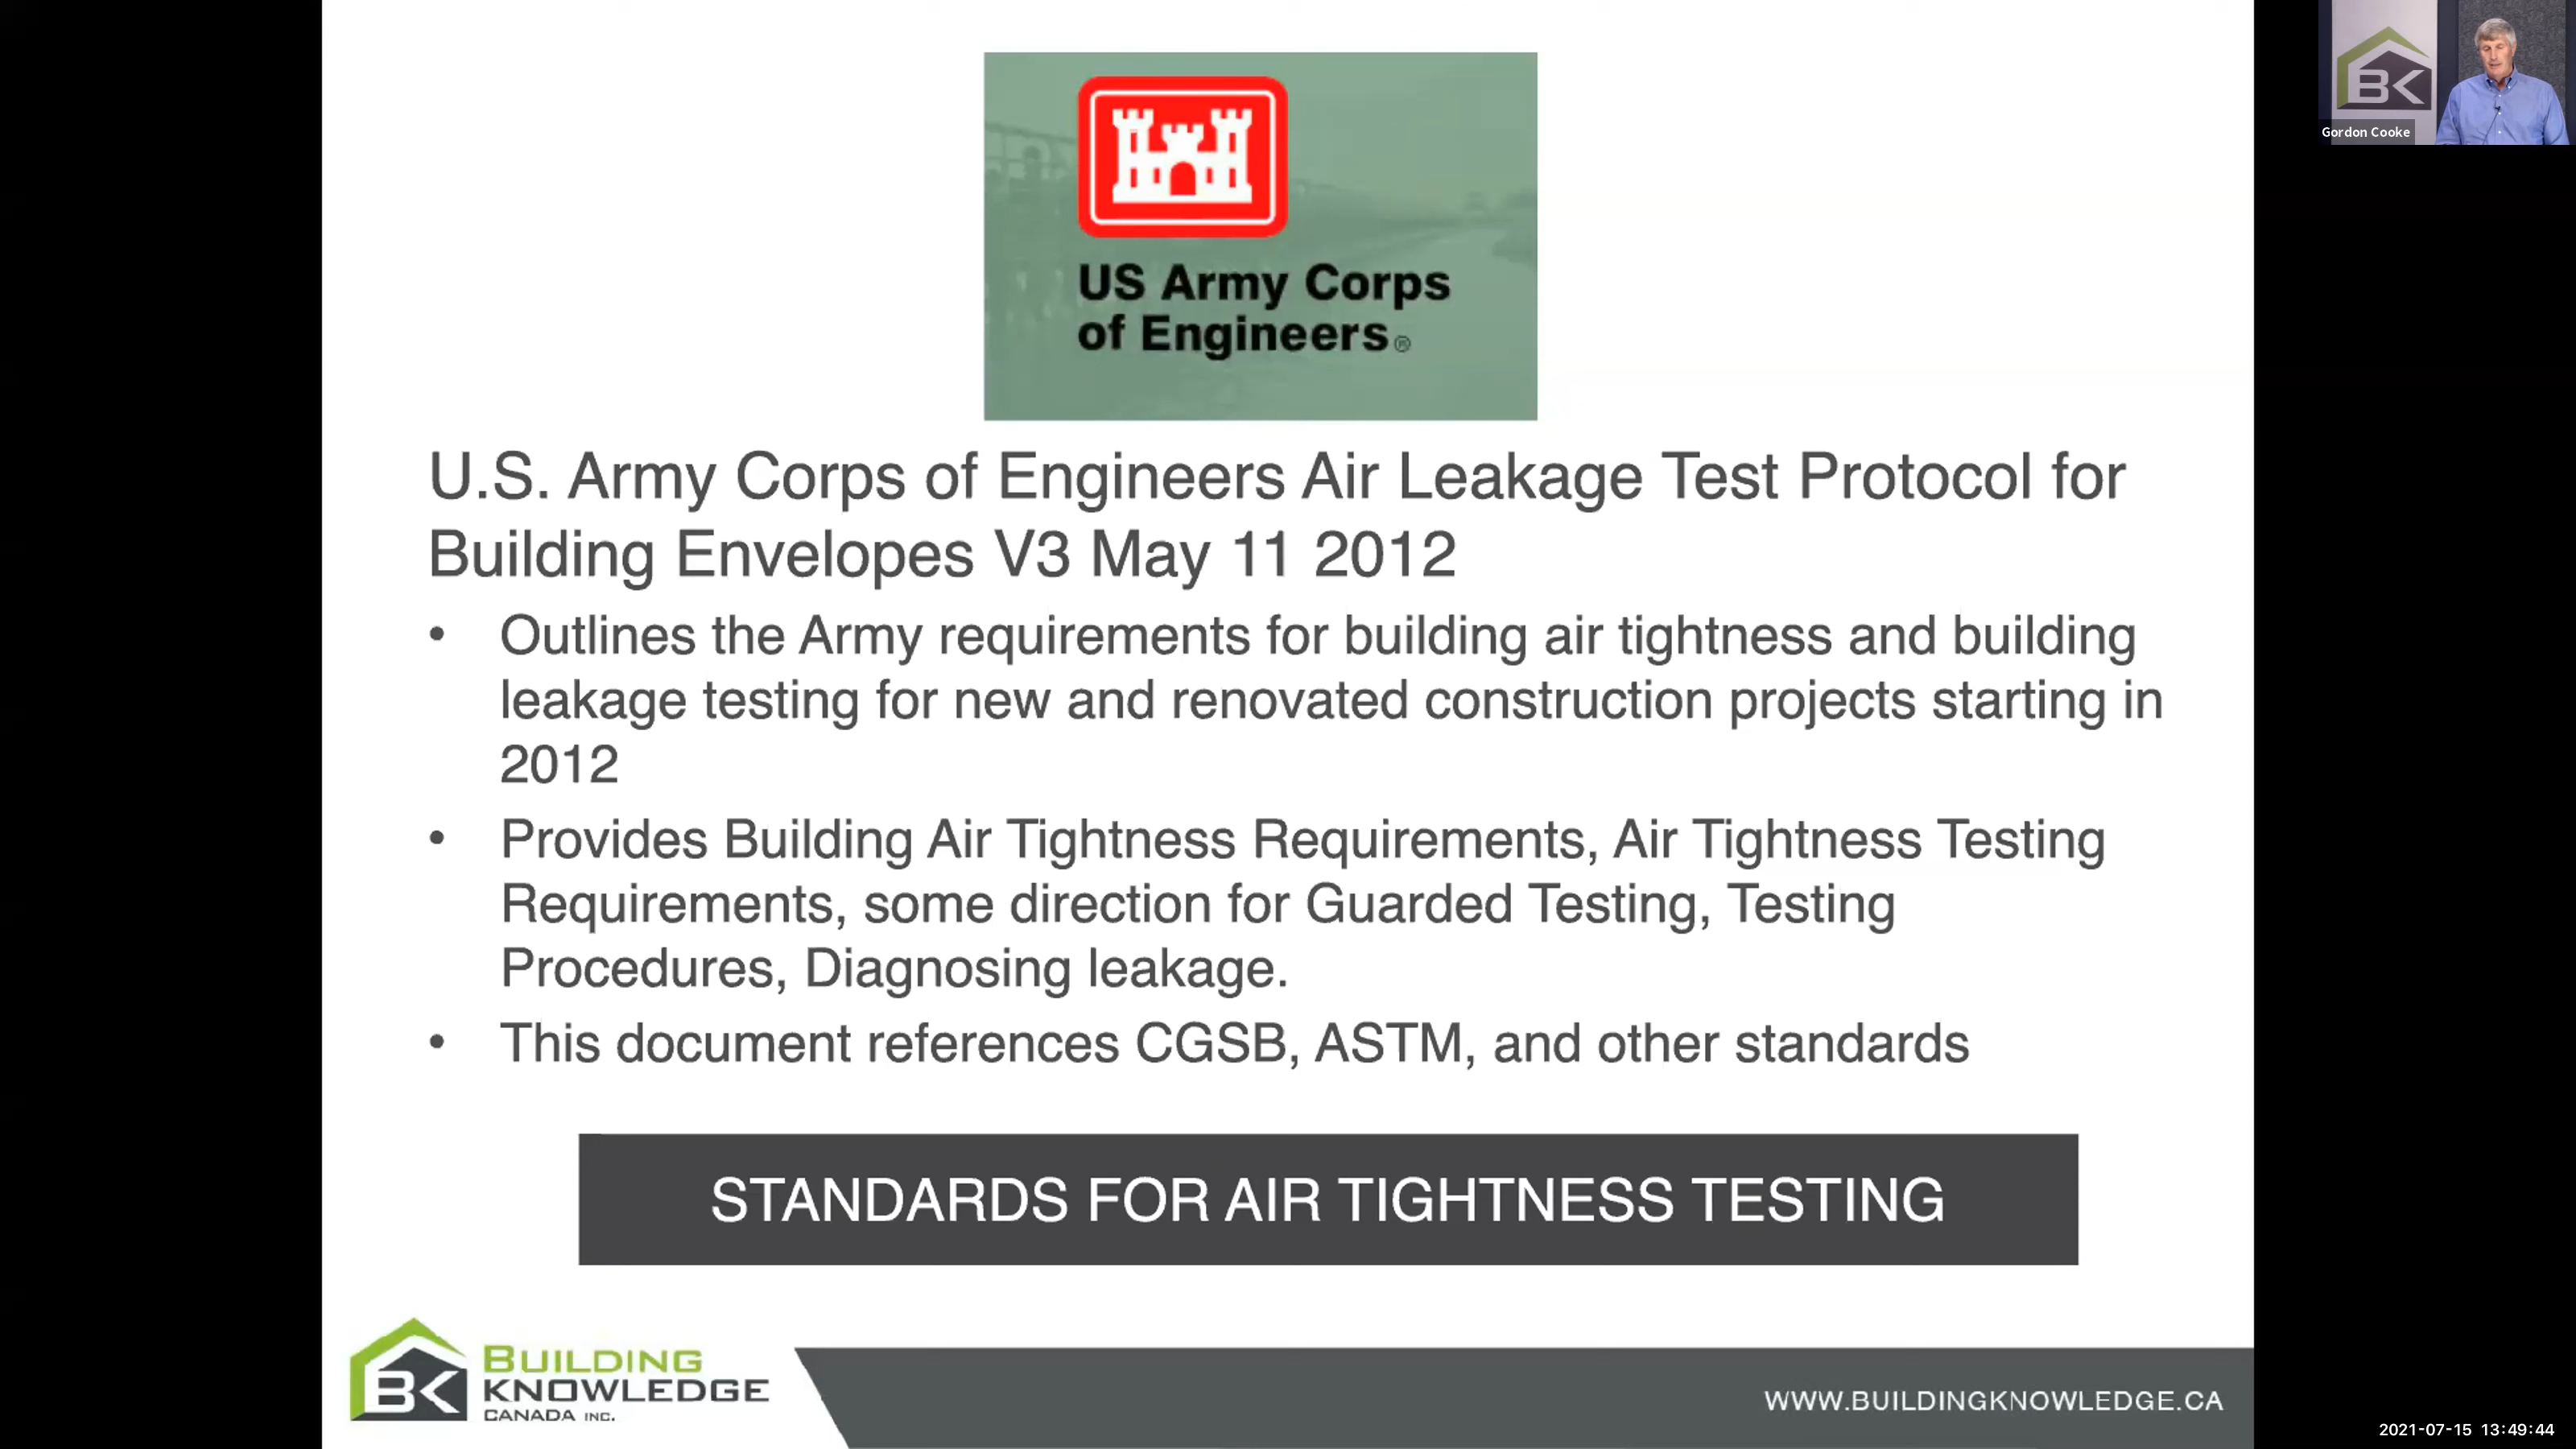 US Army Corps
of Engineers®
U.S. Army Corps of Engineers Air Leakage Test Protocol for
Building Envelopes V3 May 11 2012
• Outlines the Army requirements for building air tightness and building
leakage testing for new and renovated construction projects starting in
2012
• Provides Building Air Tightness Requirements, Air Tightness Testing
Requirements, some direction for Guarded Testing, Testing
Procedures, Diagnosing leakage.
• This document references CGSB, ASTM, and other standards
STANDARDS FOR AIR TIGHTNESS TESTING
BK
BUILDING
KNOWLEDGE
CANADA INC.
WWW.BUILDINGKNOWLEDGE.CA
BK
Gordon Cooke
2021-07-15 13:49:44